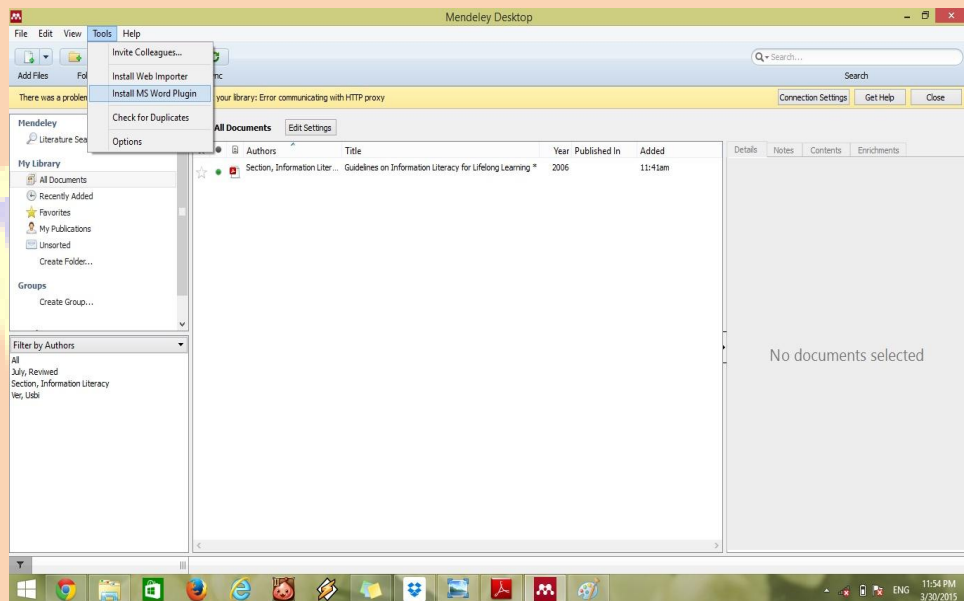 Mendeley Desktop
File Edit View Tools Help
Invite Colleagues...
Install Web Importer
Install MS Word Plugin
Check for Duplicates
Options
Add Files Fol nc
Search...
Search
There was a problem your library: Error communicating with HTTP proxy
Connection Settings Get Help Close
Mendeley
Literature Sea
My Library
All Documents
Recently Added
Favorites
My Publications
Unsorted
Create Folder...
Groups
Create Group...
Filter by Authors
All
July, Reviwed
Section, Information Literacy
Ver, Usbi
All Documents Edit Settings
Authors Title Year Published In Added
Section, Information Liter... Guidelines on Information Literacy for Lifelong Learning * 2006 11:41am
Details Notes Contents Enrichments
No documents selected
ENG 11:54 PM
3/30/2015